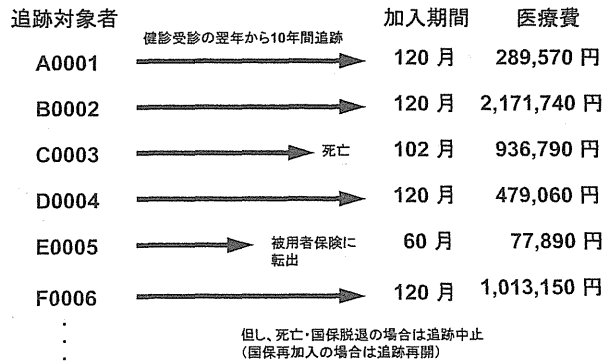 追跡対象者 加入期間 医療費
健診受診の翌年から10年間追跡
A0001 120 月 289,570 円
B0002 120 月 2,171,740 円
C0003 死亡 102 月 936,790 円
D0004 120 月 479,060 円
E0005 被用者保険に 60 月 77,890 円
転出
F0006 120 月 1,013,150 円
但し、死亡・国保脱退の場合は追跡中止
（国保再加入の場合は追跡再開）